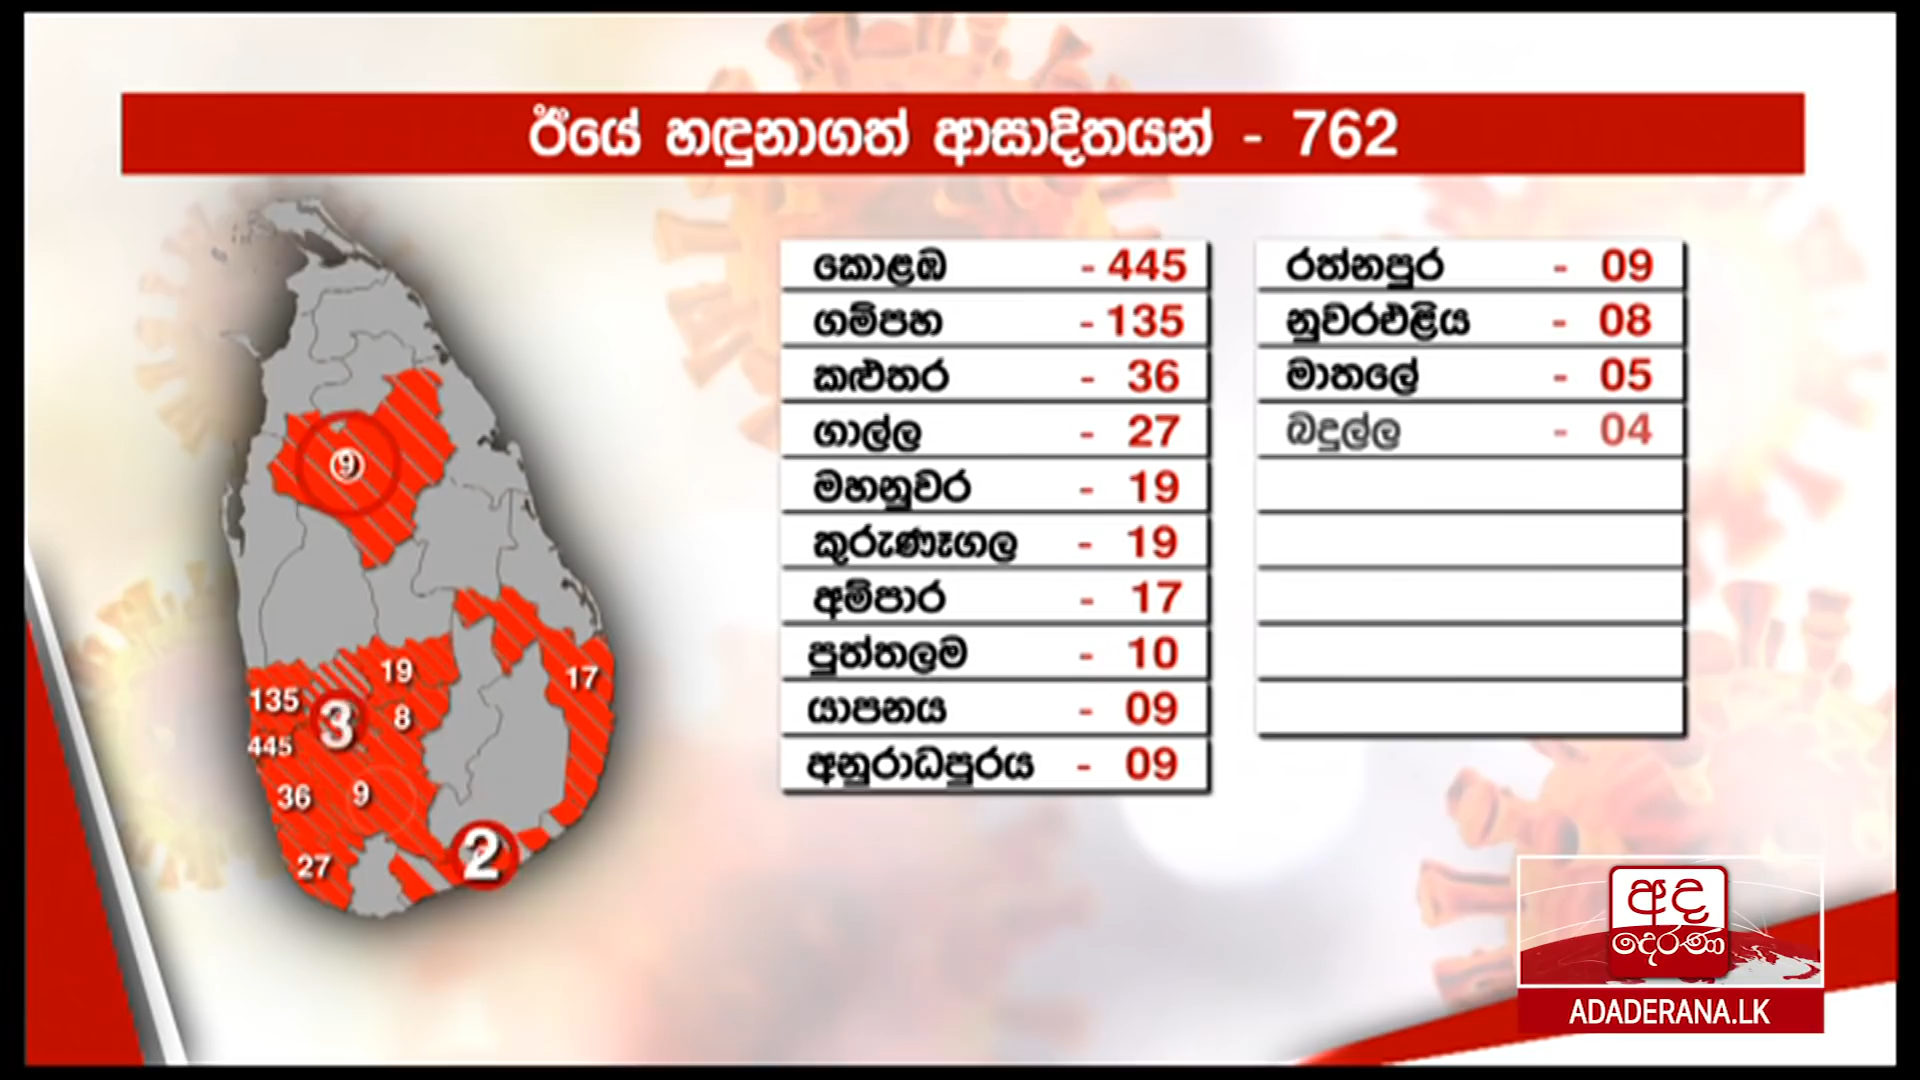 ඊයේ හඳුනාගත් ආසාදිතයන් - 762
කොළඹ - 445
ගම්පහ - 135
කළුතර - 36
ගාල්ල - 27
මහනුවර - 19
කුරුණෑගල - 19
අම්පාර - 17
පුත්තලම - 10
යාපනය - 09
අනුරාධපුරය - 09
රත්නපුර - 09
නුවරඑළිය - 08
මාතලේ - 05
බදුල්ල - 04
9
19
17
135
3
8
445
36
9
2
27
අද
දෙරණ
ADADERANA.LK